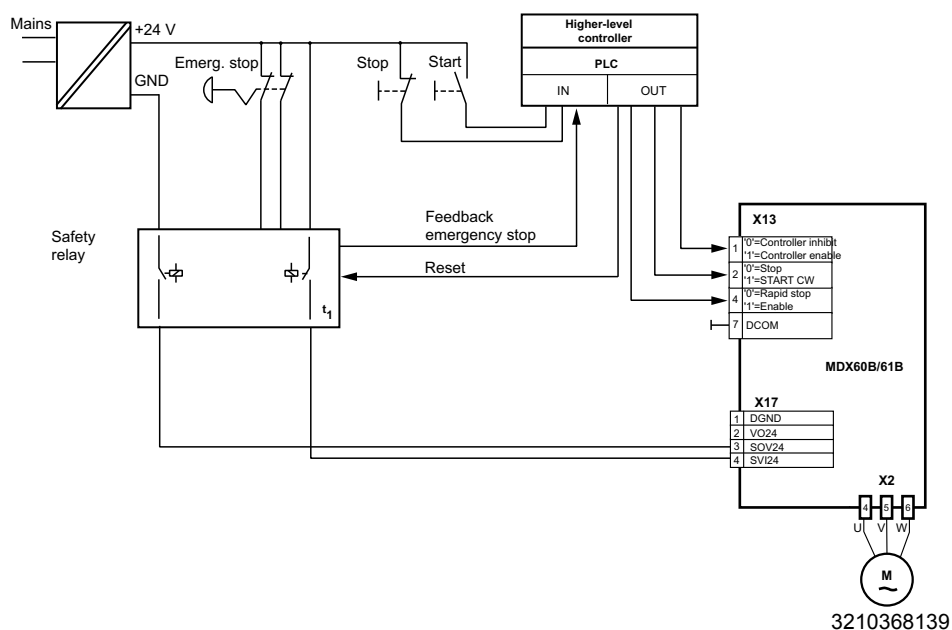 Mains
+24 V
GND
Emerg. stop
Stop
Start
Higher-level
controller
PLC
IN
OUT
Safety
relay
Feedback
emergency stop
Reset
t1
X13
1 '0'=Controller inhibit
'1'=Controller enable
2 '0'=Stop
'1'=START CW
4 '0'=Rapid stop
'1'=Enable
7 DCOM
MDX60B/61B
X17
1 DGND
2 VO24
3 SOV24
4 SVI24
X2
4 5 6
U V W
M
~
3210368139